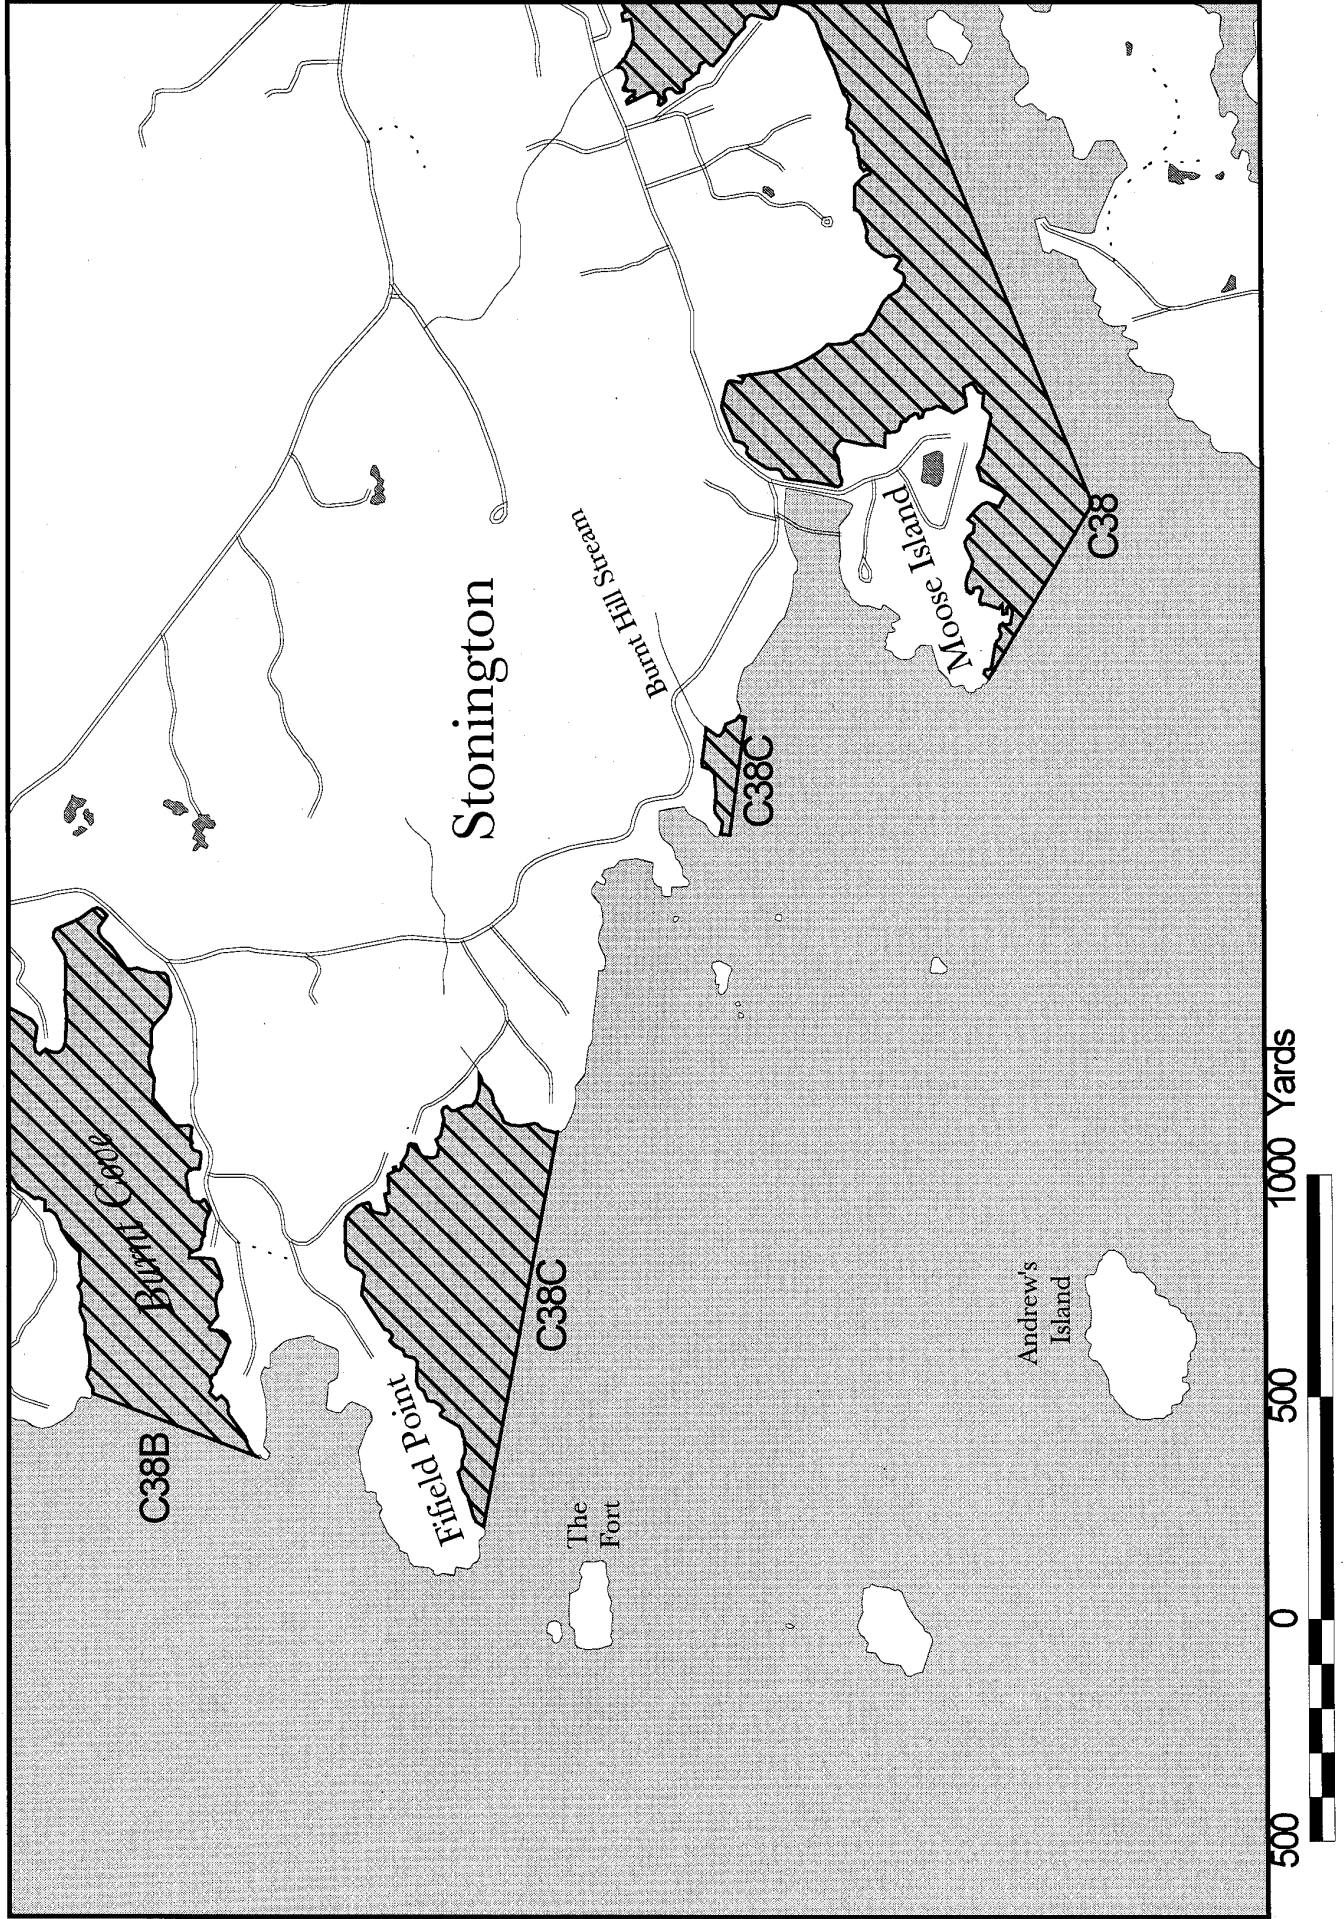 C38B
Burnt Cove
Fifield Point
C38C
The
Fort
Stonington
Burnt Hill Stream
C38C
Moose Island
C38
Andrew's
Island
500 0 500 1000 Yards